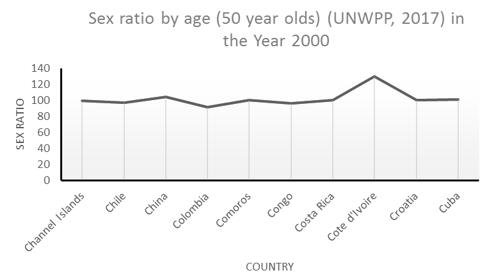 Sex ratio by age (50 year olds) (UNWPP, 2017) in
the Year 2000
140
120
100
80
60
40
20
0
SEX RATIO
Channel Islands
Chile
China
Colombia
Comoros
Congo
Costa Rica
Cote d'Ivoire
Croatia
Cuba
COUNTRY